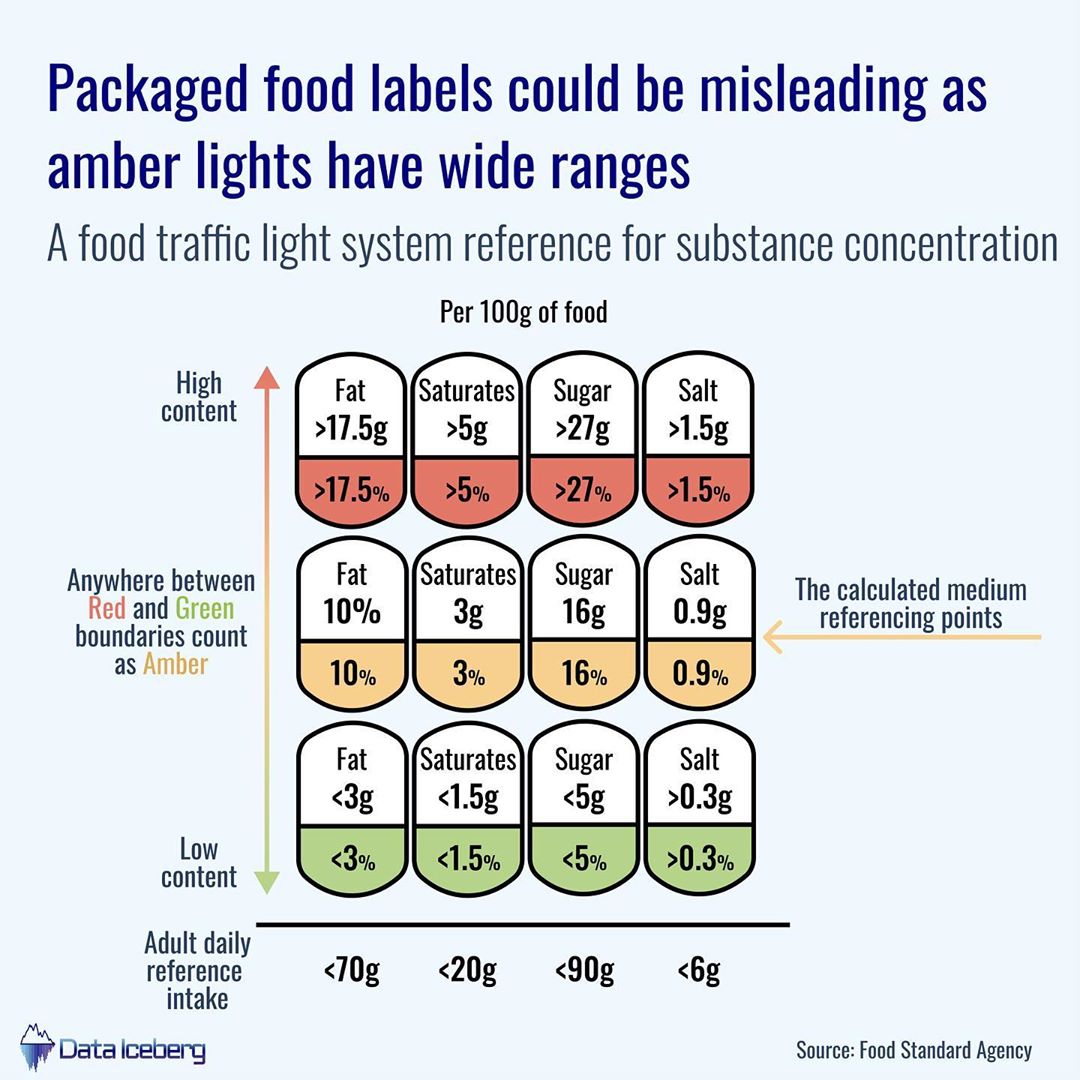 Packaged food labels could be misleading as
amber lights have wide ranges
A food traffic light system reference for substance concentration
Per 100g of food
High
content
Fat
>17.5g
>17.5%
Saturates
>5g
>5%
Sugar
>27g
>27%
Salt
>1.5g
>1.5%
Anywhere between
Red and Green
boundaries count
as Amber
Fat
10%
10%
Saturates
3g
3%
Sugar
16g
16%
Salt
0.9g
0.9%
The calculated medium
referencing points
Low
content
Fat
<3g
<3%
Saturates
<1.5g
<1.5%
Sugar
<5g
<5%
Salt
>0.3g
>0.3%
Adult daily
reference
intake
<70g
<20g
<90g
<6g
Data Iceberg
Source: Food Standard Agency